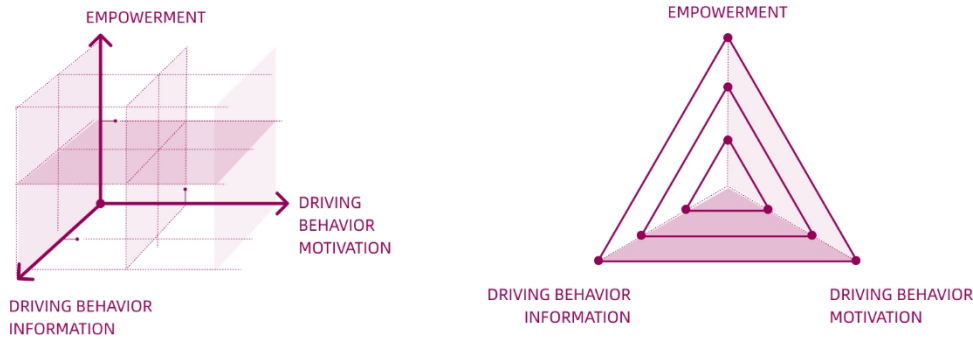 EMPOWERMENT
DRIVING
BEHAVIOR
MOTIVATION
DRIVING BEHAVIOR
INFORMATION
EMPOWERMENT
DRIVING BEHAVIOR
INFORMATION
DRIVING BEHAVIOR
MOTIVATION